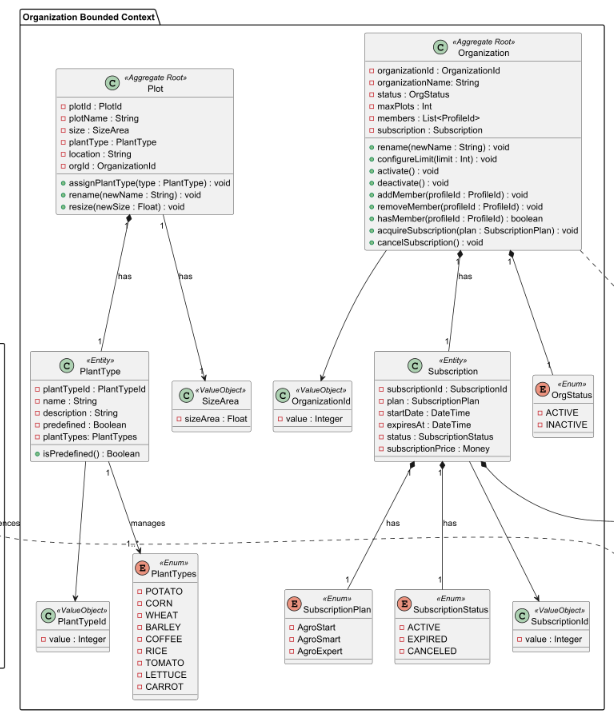 Organization Bounded Context
C «Aggregate Root»
Plot
plotId : PlotId
plotName : String
size : SizeArea
plantType : PlantType
location : String
orgId : OrganizationId
assignPlantType(type : PlantType) : void
rename(newName : String) : void
resize(newSize : Float) : void
C «Aggregate Root»
Organization
organizationId : OrganizationId
organizationName: String
status : OrgStatus
maxPlots : Int
members : List<ProfileId>
subscription : Subscription
rename(newName : String) : void
configureLimit(limit : Int) : void
activate() : void
deactivate() : void
addMember(profileId : ProfileId) : void
removeMember(profileId : ProfileId) : void
hasMember(profileId : ProfileId) : boolean
acquireSubscription(plan : SubscriptionPlan) : void
cancelSubscription() : void
1
1
1
1
has
has
has
1
1
1
1
C «Entity»
PlantType
plantTypeId : PlantTypeId
name : String
description : String
predefined : Boolean
plantTypes: PlantTypes
isPredefined() : Boolean
C «ValueObject»
SizeArea
sizeArea : Float
C «ValueObject»
OrganizationId
value : Integer
C «Entity»
Subscription
subscriptionId : SubscriptionId
plan : SubscriptionPlan
startDate : DateTime
expiresAt : DateTime
status : SubscriptionStatus
subscriptionPrice : Money
E «Enum»
OrgStatus
ACTIVE
INACTIVE
1
1
1
ences
manages
has
has
1
1
C «ValueObject»
PlantTypeId
value : Integer
E «Enum»
PlantTypes
POTATO
CORN
WHEAT
BARLEY
COFFEE
RICE
TOMATO
LETTUCE
CARROT
E «Enum»
SubscriptionPlan
AgroStart
AgroSmart
AgroExpert
E «Enum»
SubscriptionStatus
ACTIVE
EXPIRED
CANCELED
C «ValueObject»
SubscriptionId
value : Integer